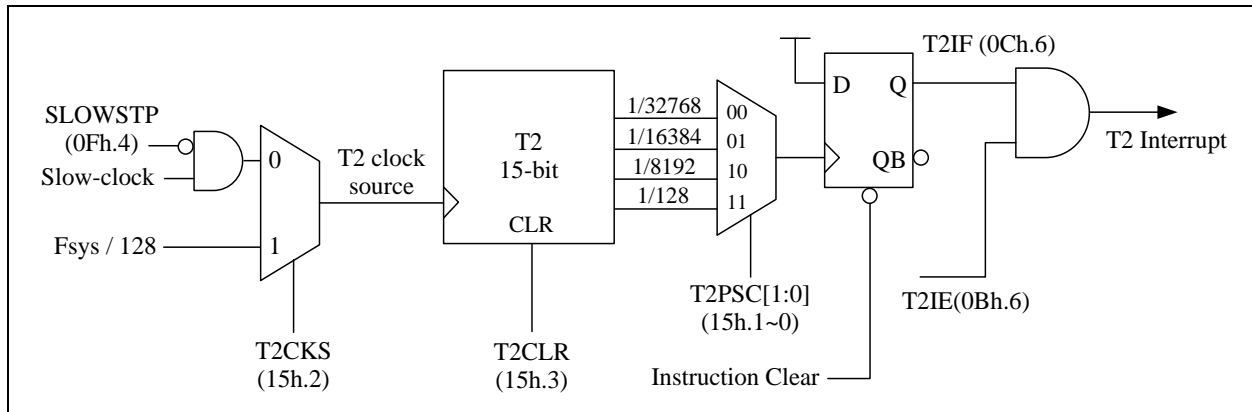 SLOWSTP
(0Fh.4)
Slow-clock
Fsys / 128
0
1
T2CKS
(15h.2)
T2 clock
source
T2
15-bit
CLR
T2CLR
(15h.3)
1/32768
1/16384
1/8192
1/128
00
01
10
11
T2PSC[1:0]
(15h.1~0)
D
Q
QB
Instruction Clear
T2IF (0Ch.6)
T2IE(0Bh.6)
T2 Interrupt